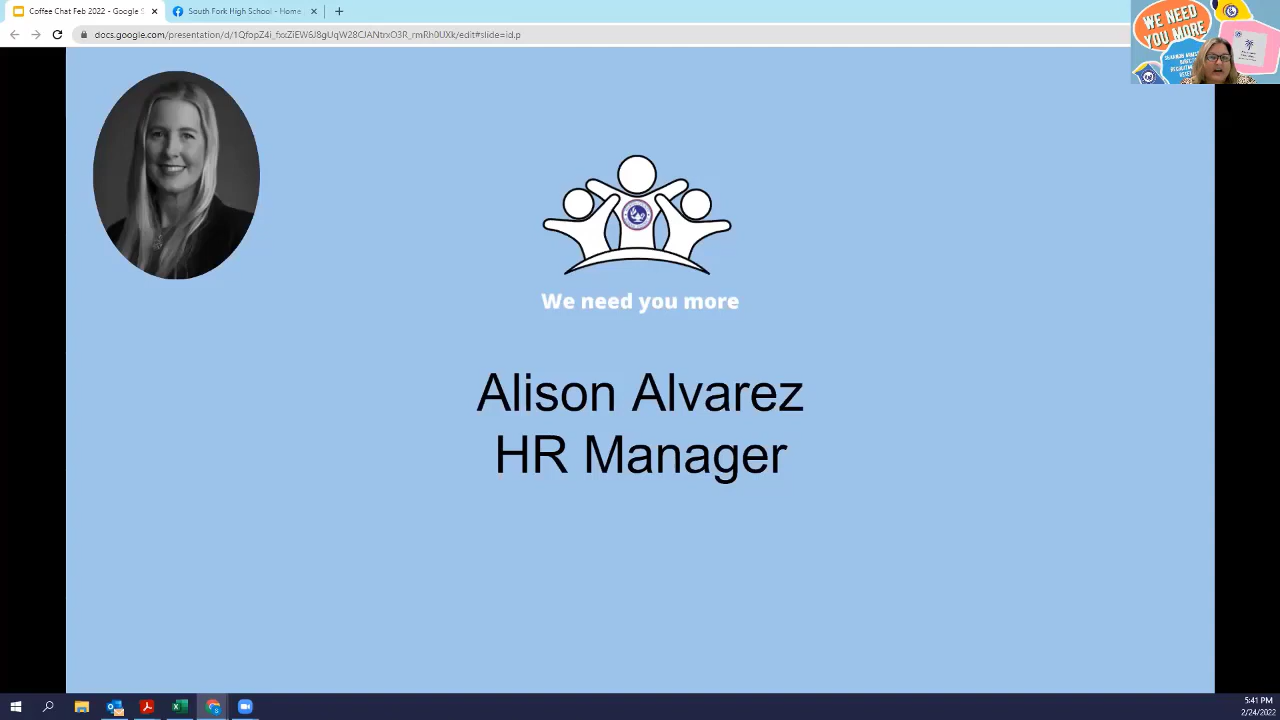 Coffee Chat Feb 2022 - Google S
South Fork High School - Home
docs.google.com/presentation/d/1QfopZ4i_fxxZlEW6J8gUqW28CJANtrxO3R_rmRh0UXk/edit#slide=id.p
WE NEED
YOU MORE
We need you more
Alison Alvarez
HR Manager
5:41 PM
2/24/2022